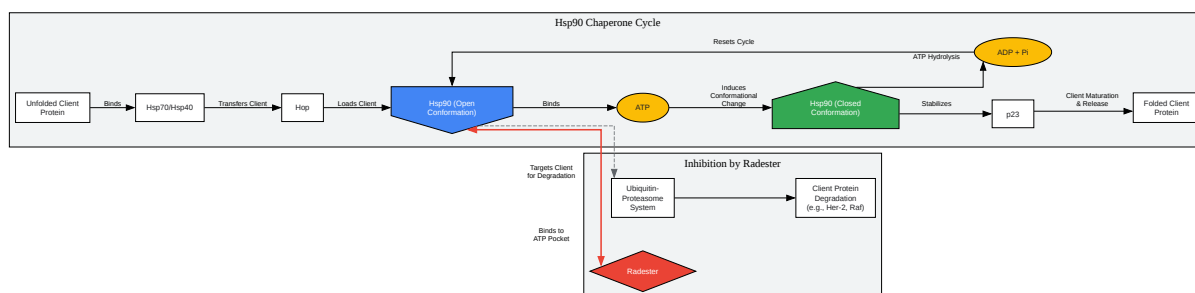 Hsp90 Chaperone Cycle
Resets Cycle
ATP Hydrolysis
ADP + Pi
Unfolded Client
Protein
Binds
Hsp70/Hsp40
Transfers Client
Hop
Loads Client
Hsp90 (Open
Conformation)
Binds
ATP
Induces
Conformational
Change
Hsp90 (Closed
Conformation)
Stabilizes
p23
Client Maturation
& Release
Folded Client
Protein
Inhibition by Radester
Targets Client
for Degradation
Ubiquitin-
Proteasome
System
Client Protein
Degradation
(e.g., Her-2, Raf)
Binds to
ATP Pocket
Radester